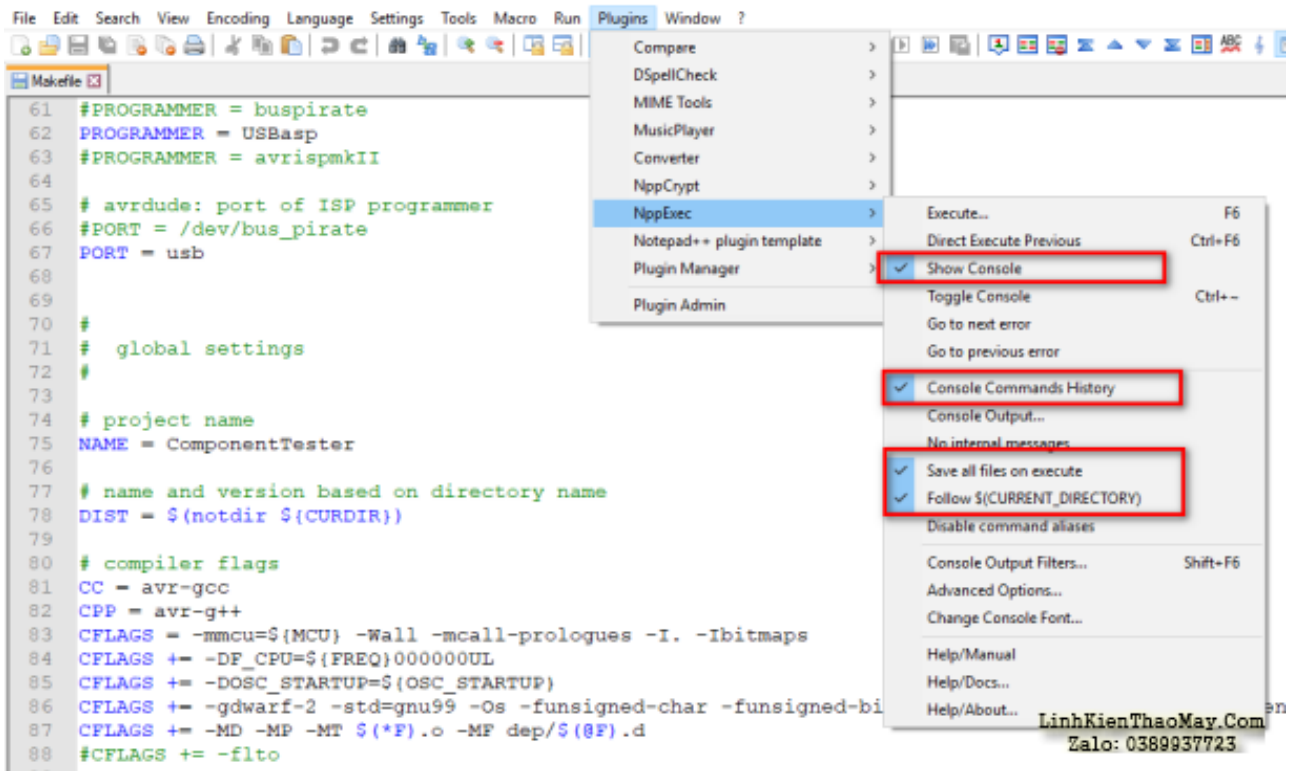 File Edit Search View Encoding Language Settings Tools Macro Run Plugins Window ?
Makefile
61 #PROGRAMMER = buspirate
62 PROGRAMMER = USBasp
63 #PROGRAMMER = avrispmkII
64
65 # avrdude: port of ISP programmer
66 #PORT = /dev/bus_pirate
67 PORT = usb
68
69
70 #
71 # global settings
72 #
73
74 # project name
75 NAME = ComponentTester
76
77 # name and version based on directory name
78 DIST = $(notdir ${CURDIR})
79
80 # compiler flags
81 CC = avr-gcc
82 CPP = avr-g++
83 CFLAGS = -mmcu=${MCU} -Wall -mcall-prologues -I. -Ibitmaps
84 CFLAGS += -DF_CPU=${FREQ}000000UL
85 CFLAGS += -DOSC_STARTUP=${OSC_STARTUP}
86 CFLAGS += -gdwarf-2 -std=gnu99 -Os -funsigned-char -funsigned-bi en
87 CFLAGS += -MD -MP -MT $(*F).o -MF dep/$(@F).d
88 #CFLAGS += -flto
Compare
DSpellCheck
MIME Tools
MusicPlayer
Converter
NppCrypt
NppExec
Notepad++ plugin template
Plugin Manager
Plugin Admin
Execute... F6
Direct Execute Previous Ctrl+F6
Show Console
Toggle Console Ctrl+~
Go to next error
Go to previous error
Console Commands History
Console Output...
No internal messages
Save all files on execute
Follow $(CURRENT_DIRECTORY)
Disable command aliases
Console Output Filters... Shift+F6
Advanced Options...
Change Console Font...
Help/Manual
Help/Docs...
Help/About...
LinhKienThaoMay.Com
Zalo: 0389937723
ABC